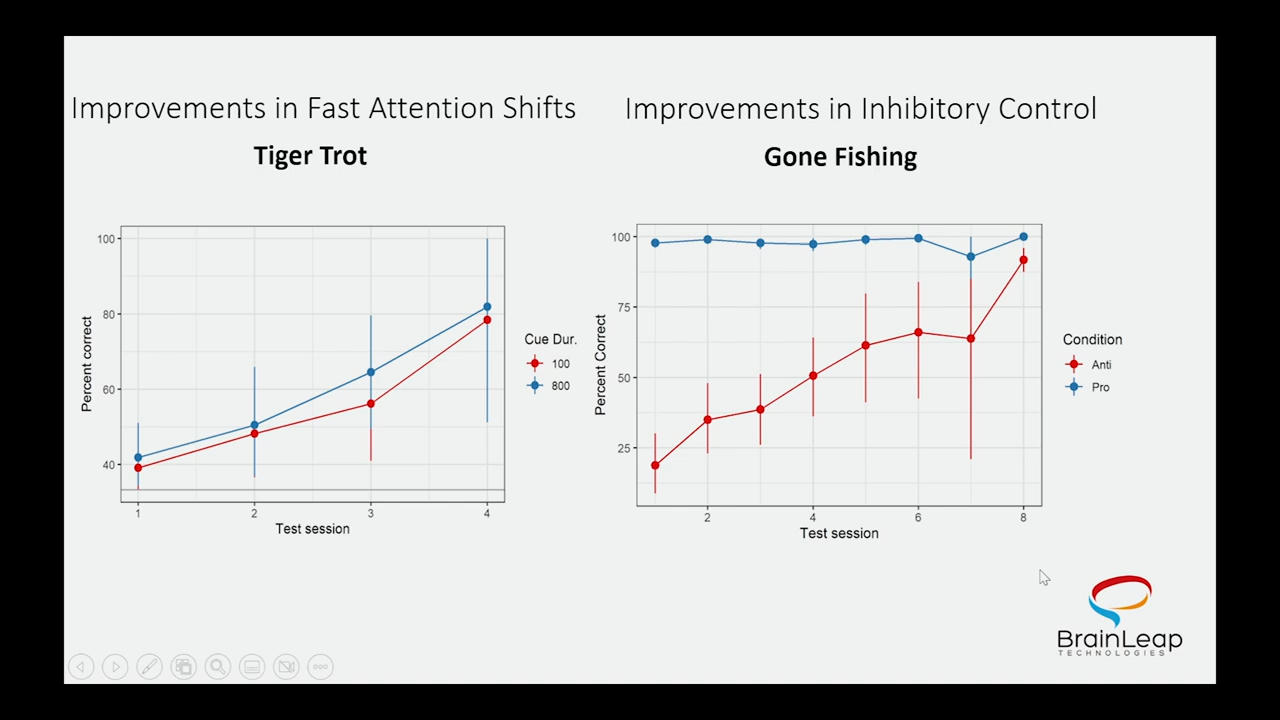 Improvements in Fast Attention Shifts
Tiger Trot
Percent correct
100
80
60
40
1
2
3
4
Test session
Cue Dur.
100
800
Improvements in Inhibitory Control
Gone Fishing
Percent Correct
100
75
50
25
2
4
6
8
Test session
Condition
Anti
Pro
BrainLeap
TECHNOLOGIES